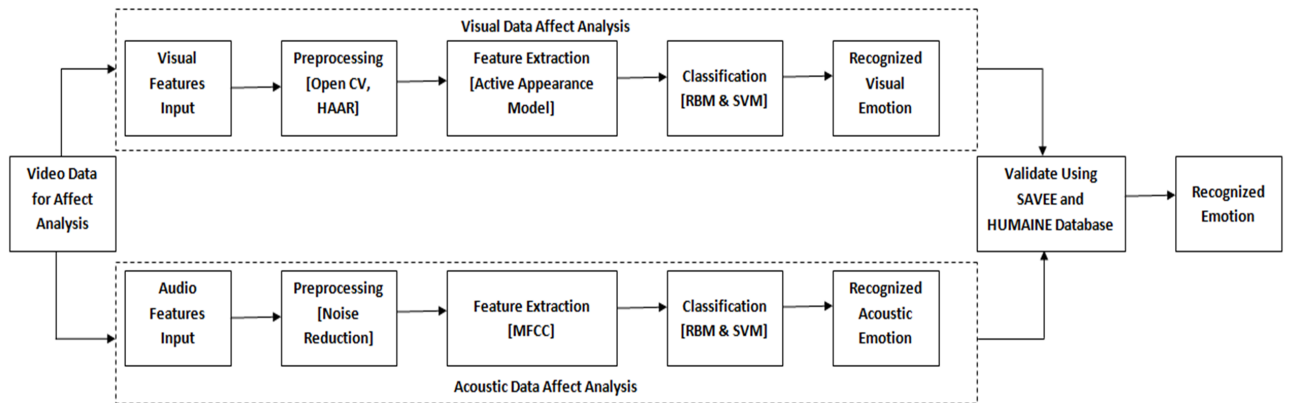 Visual Data Affect Analysis
Visual
Features
Input
Preprocessing
[Open CV,
HAAR]
Feature Extraction
[Active Appearance
Model]
Classification
[RBM & SVM]
Recognized
Visual
Emotion
Video Data
for Affect
Analysis
Validate Using
SAVEE and
HUMAINE Database
Recognized
Emotion
Audio
Features
Input
Preprocessing
[Noise
Reduction]
Feature Extraction
[MFCC]
Classification
[RBM & SVM]
Recognized
Acoustic
Emotion
Acoustic Data Affect Analysis